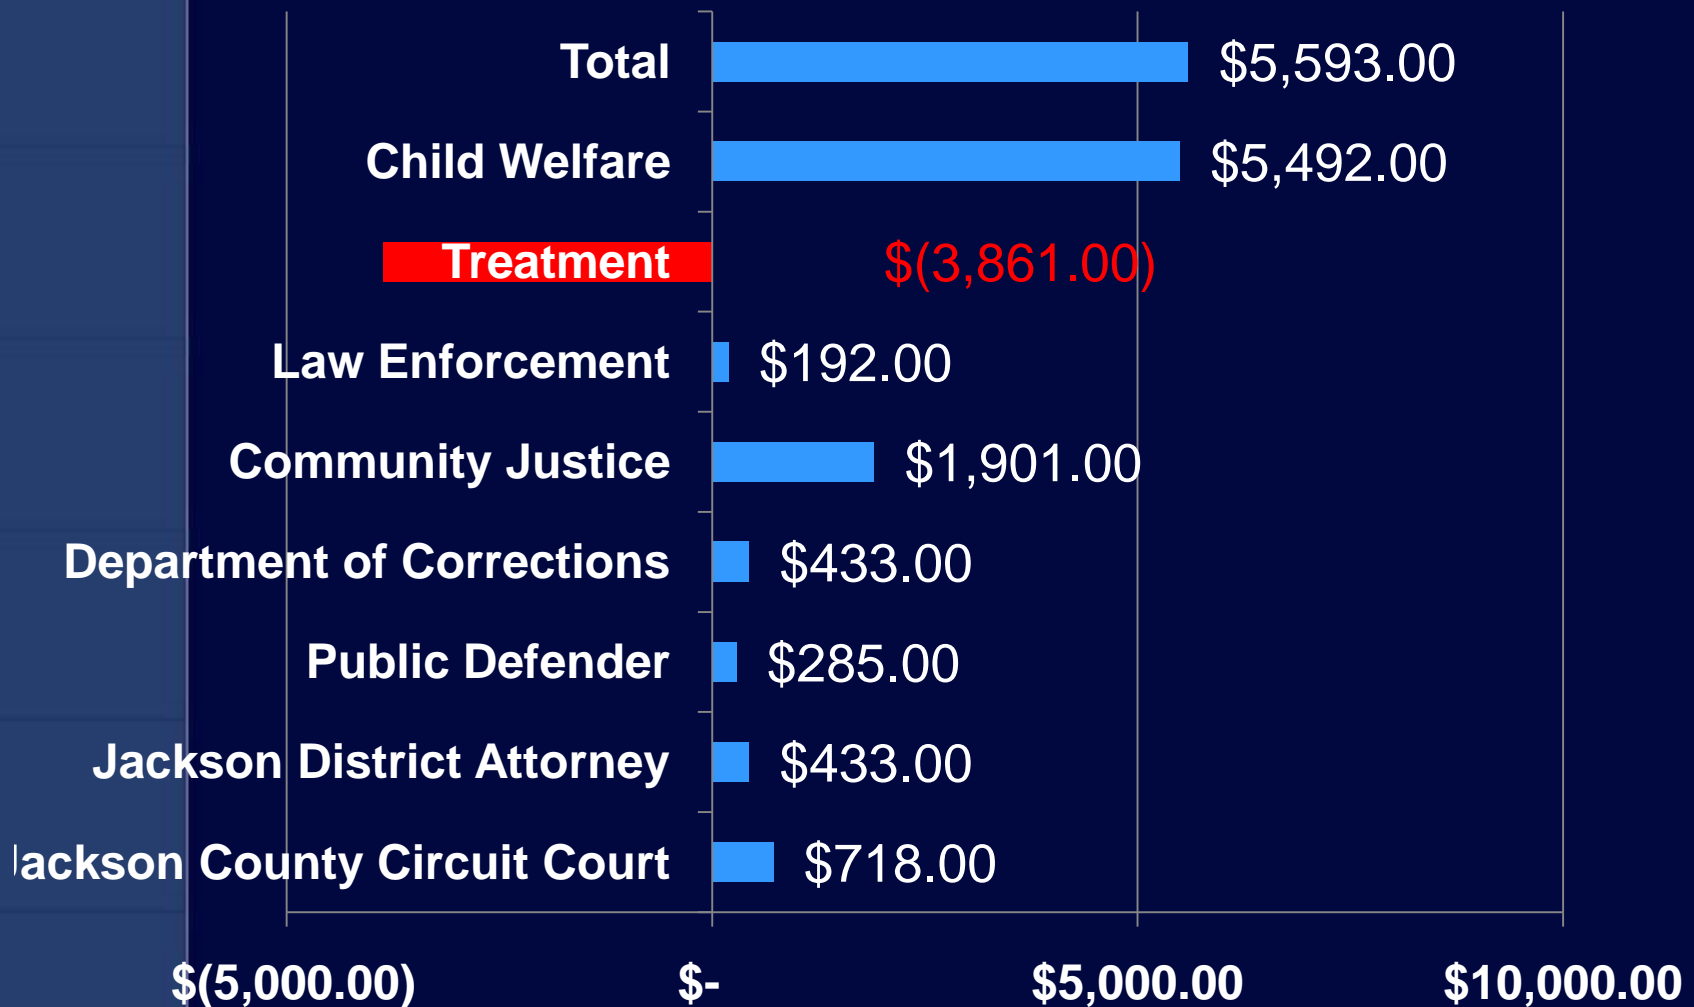 Total $5,593.00
Child Welfare $5,492.00
Treatment $(3,861.00)
Law Enforcement $192.00
Community Justice $1,901.00
Department of Corrections $433.00
Public Defender $285.00
Jackson District Attorney $433.00
Jackson County Circuit Court $718.00
$(5,000.00) $- $5,000.00 $10,000.00